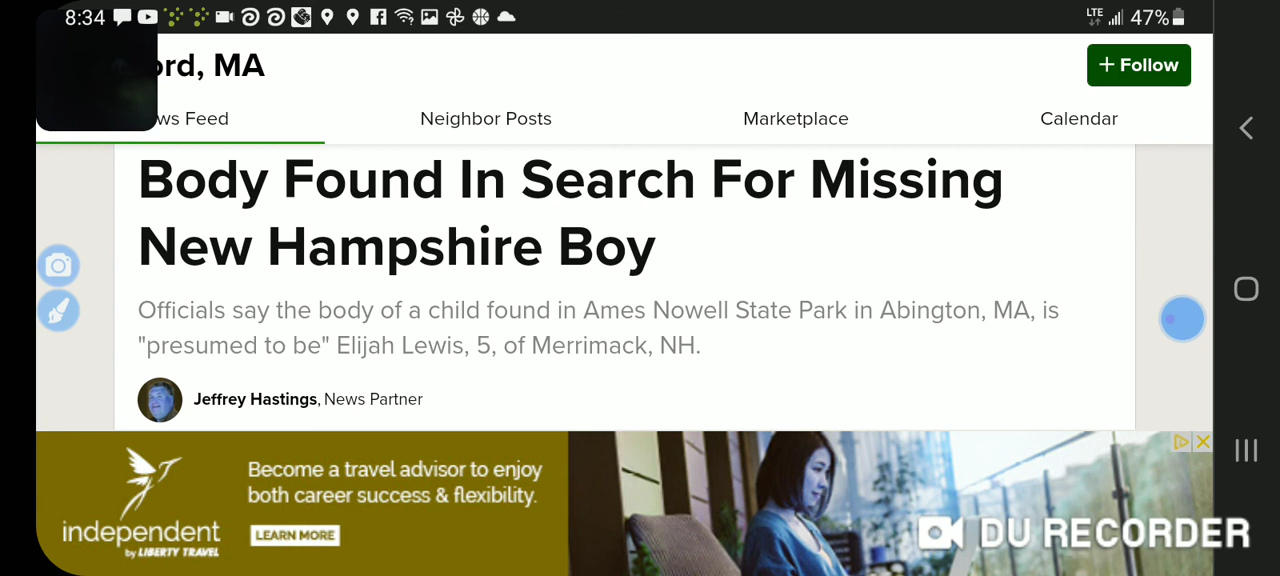 8:34
LTE
47%
ord, MA
+ Follow
ws Feed
Neighbor Posts
Marketplace
Calendar
Body Found In Search For Missing
New Hampshire Boy
Officials say the body of a child found in Ames Nowell State Park in Abington, MA, is
"presumed to be" Elijah Lewis, 5, of Merrimack, NH.
Jeffrey Hastings, News Partner
Become a travel advisor to enjoy
both career success & flexibility.
LEARN MORE
independent
by LIBERTY TRAVEL
DU RECORDER